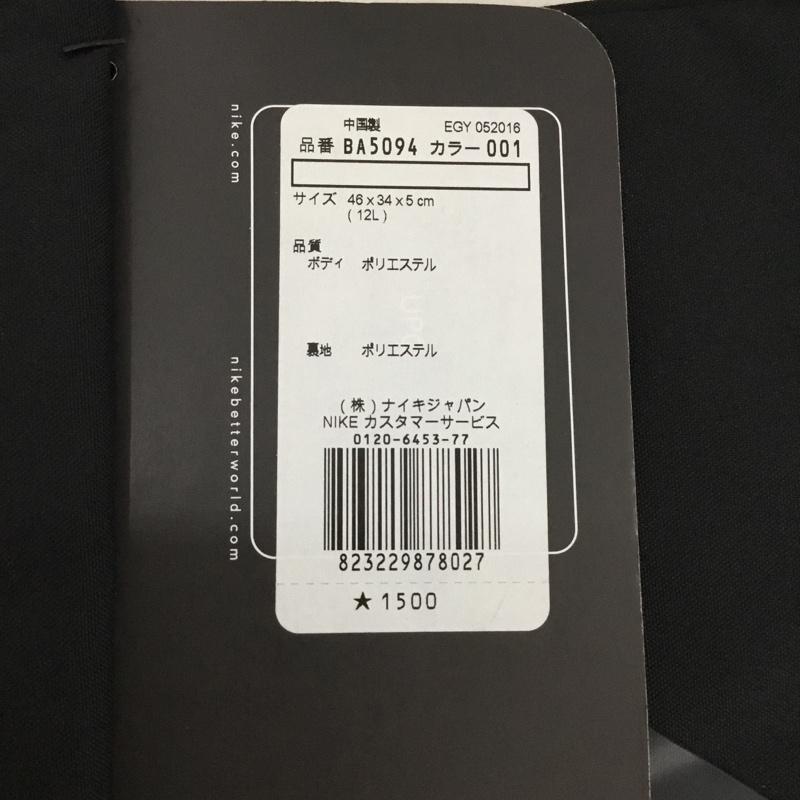 中国製 EGY 052016
品番 BA5094 カラー 001
サイズ 46 x 34 x 5 cm
( 12L )
品質
ボディ ポリエステル
裏地 ポリエステル
( 株 ) ナイキジャパン
NIKE カスタマーサービス
0120-6453-77
823229878027
★ 1500
nike.com
nikebetterworld.com